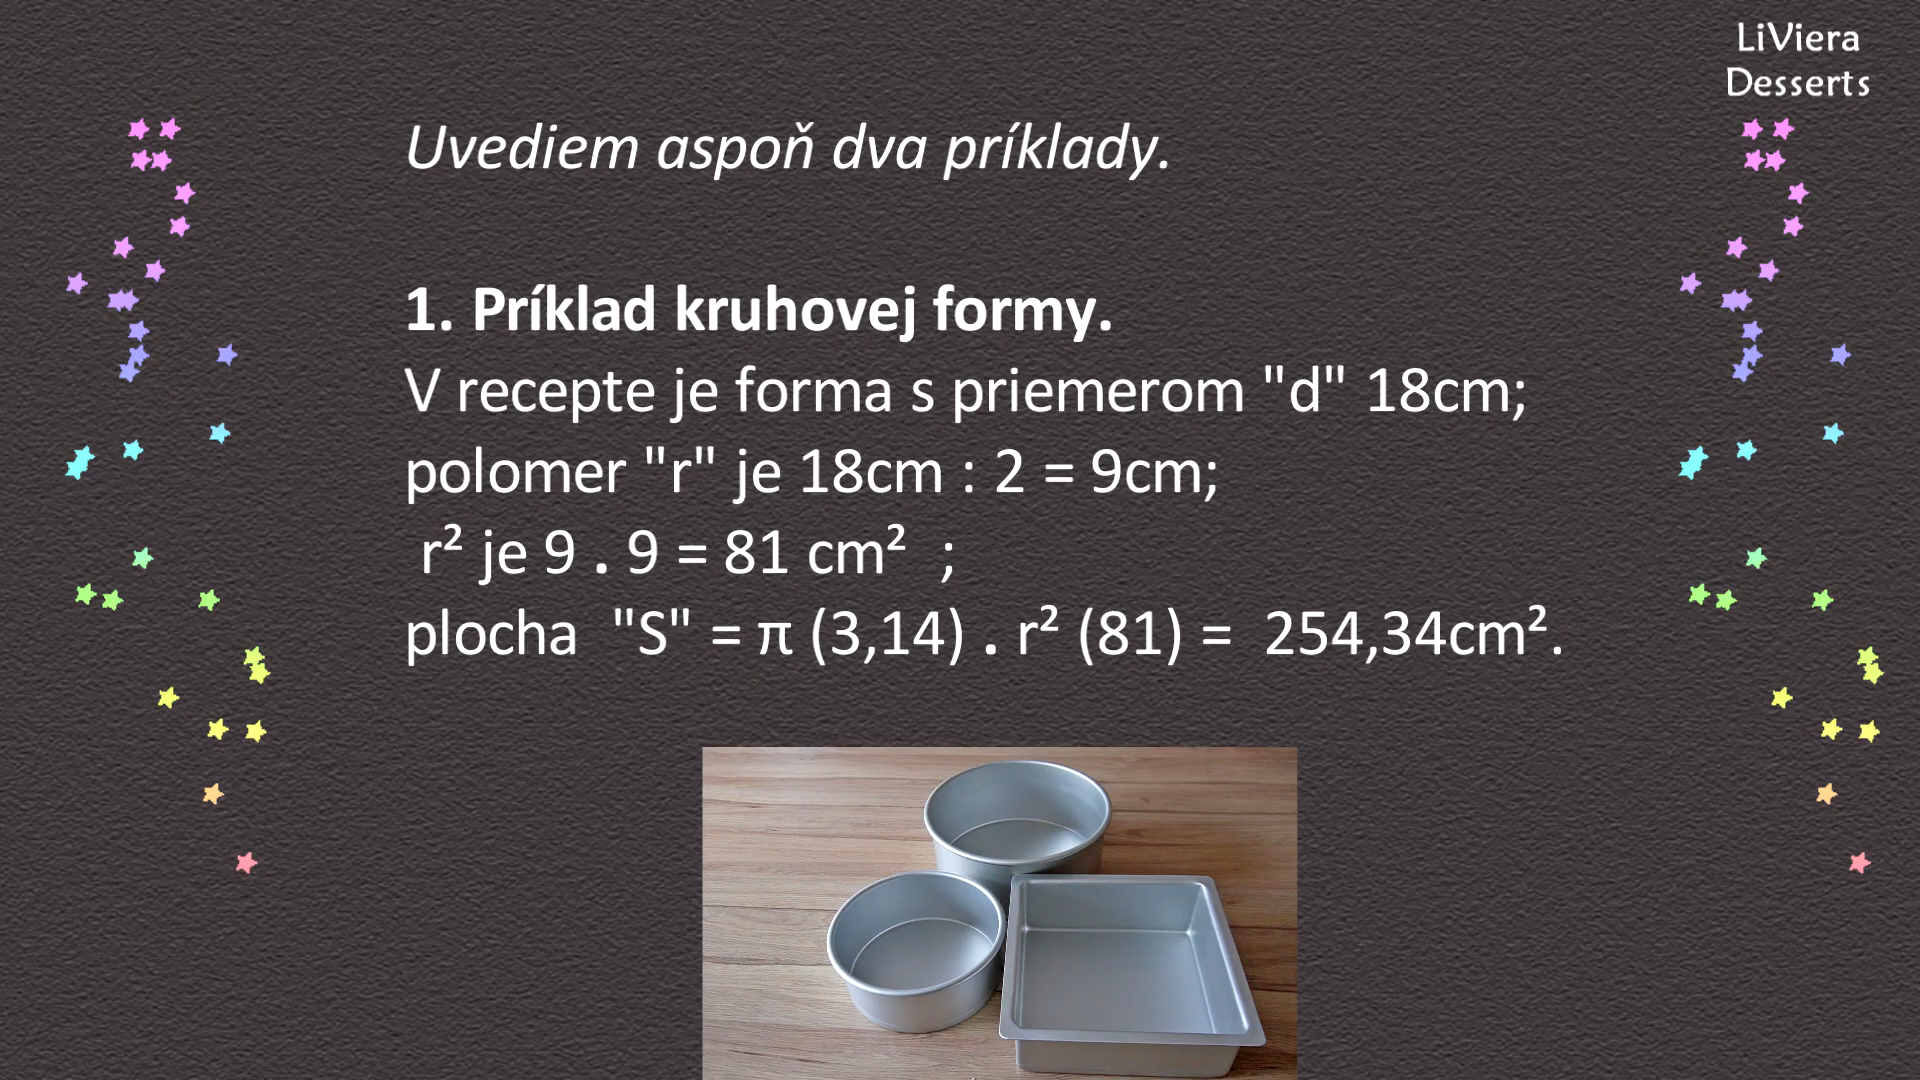 LiViera
Desserts
Uvediem aspoň dva príklady.
1. Príklad kruhovej formy.
V recepte je forma s priemerom "d" 18cm;
polomer "r" je 18cm : 2 = 9cm;
r² je 9 . 9 = 81 cm² ;
plocha "S" = π (3,14) . r² (81) = 254,34cm².